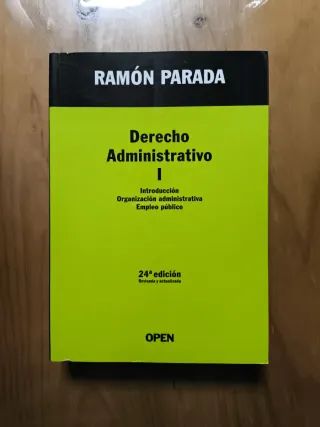 RAMÓN PARADA
Derecho
Administrativo
I
Introducción
Organización administrativa
Empleo público
24ª edición
Revisada y actualizada
OPEN